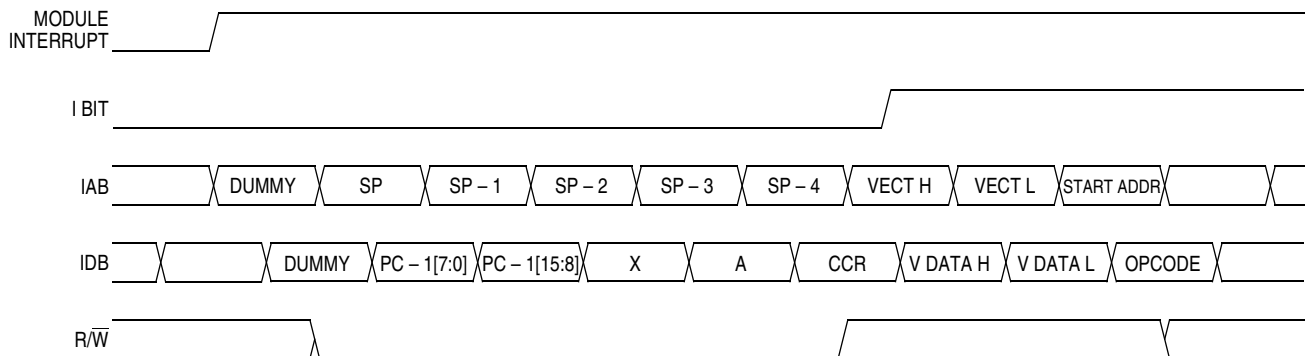 MODULE
INTERRUPT
I BIT
IAB DUMMY SP SP – 1 SP – 2 SP – 3 SP – 4 VECT H VECT L START ADDR
IDB DUMMY PC – 1[7:0] PC – 1[15:8] X A CCR V DATA H V DATA L OPCODE
R/W̅